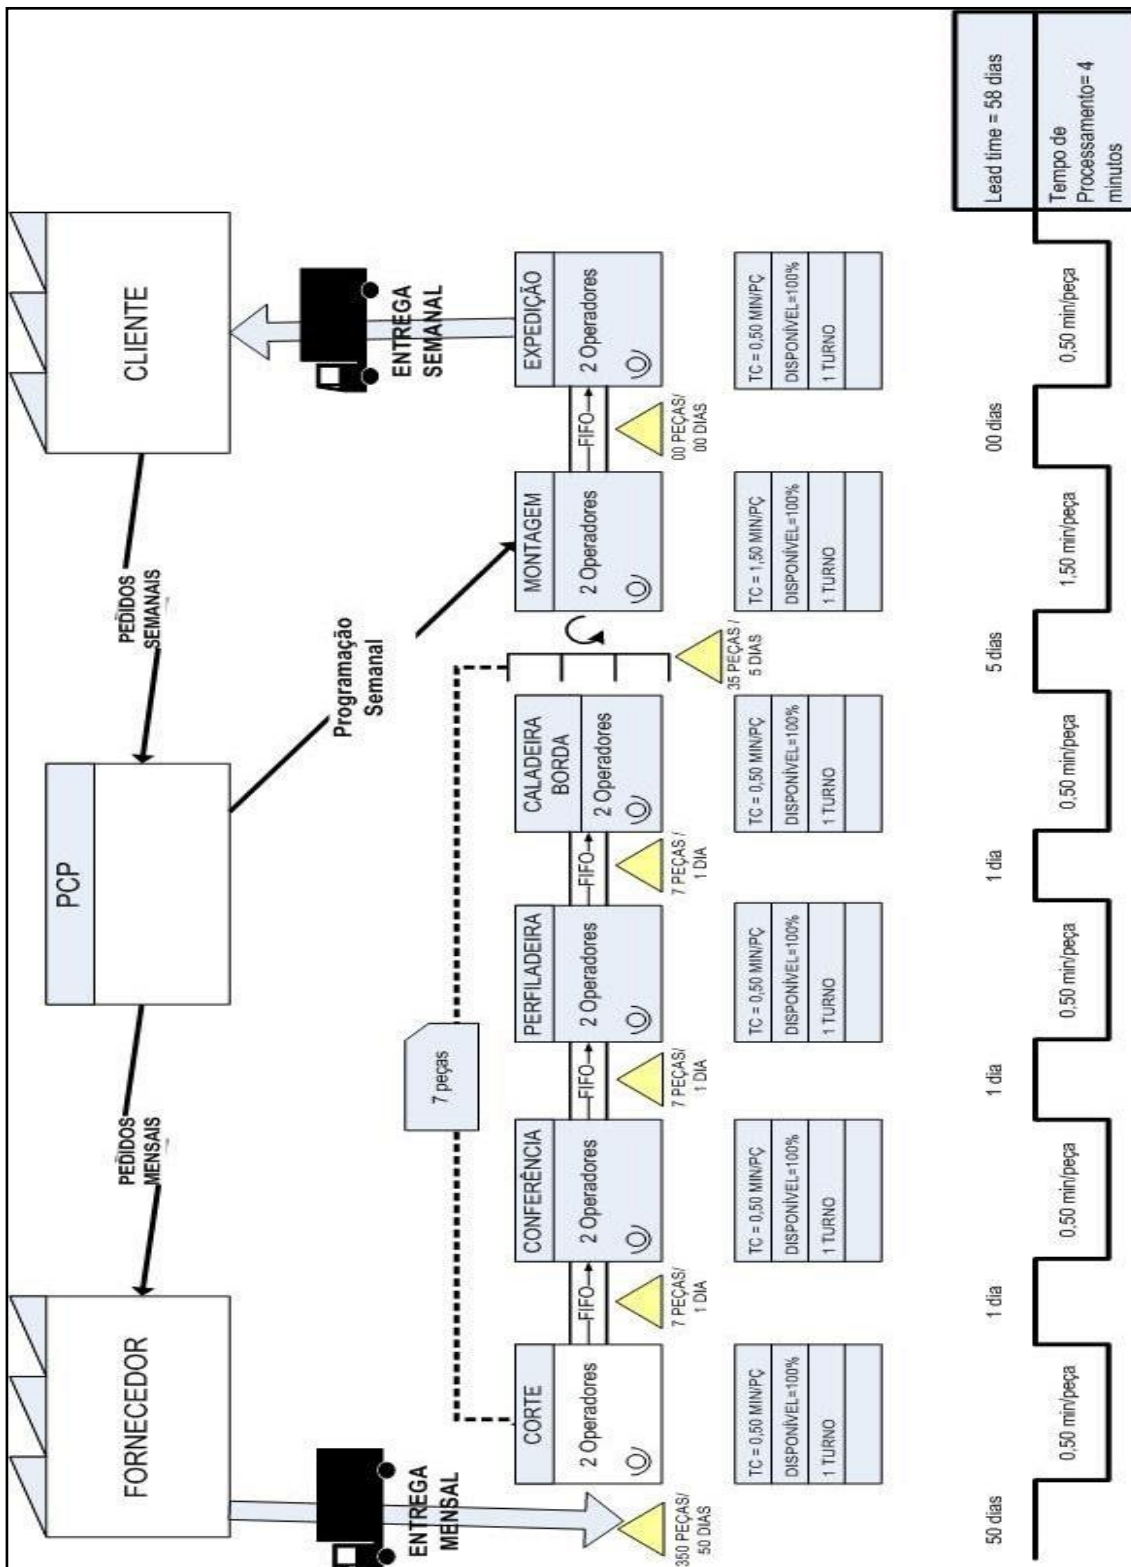 FORNECEDOR
PEDIDOS
MENSAIS
PCP
PEDIDOS
SEMANAIS
CLIENTE
ENTREGA
MENSAL
Programação
Semanal
ENTREGA
SEMANAL
7 peças
350 PEÇAS/
50 DIAS
CORTE
2 Operadores
FIFO
7 PEÇAS/
1 DIA
CONFERÊNCIA
2 Operadores
FIFO
7 PEÇAS/
1 DIA
PERFILADEIRA
2 Operadores
FIFO
7 PEÇAS /
1 DIA
CALADEIRA
BORDA
2 Operadores
35 PEÇAS /
5 DIAS
MONTAGEM
2 Operadores
FIFO
00 PEÇAS/
00 DIAS
EXPEDIÇÃO
2 Operadores
TC = 0,50 MIN/PÇ
DISPONÍVEL=100%
1 TURNO
TC = 0,50 MIN/PÇ
DISPONÍVEL=100%
1 TURNO
TC = 0,50 MIN/PÇ
DISPONÍVEL=100%
1 TURNO
TC = 0,50 MIN/PÇ
DISPONÍVEL=100%
1 TURNO
TC = 1,50 MIN/PÇ
DISPONÍVEL=100%
1 TURNO
TC = 0,50 MIN/PÇ
DISPONÍVEL=100%
1 TURNO
50 dias
1 dia
1 dia
1 dia
5 dias
00 dias
Lead time = 58 dias
0,50 min/peça
0,50 min/peça
0,50 min/peça
0,50 min/peça
1,50 min/peça
0,50 min/peça
Tempo de
Processamento= 4
minutos